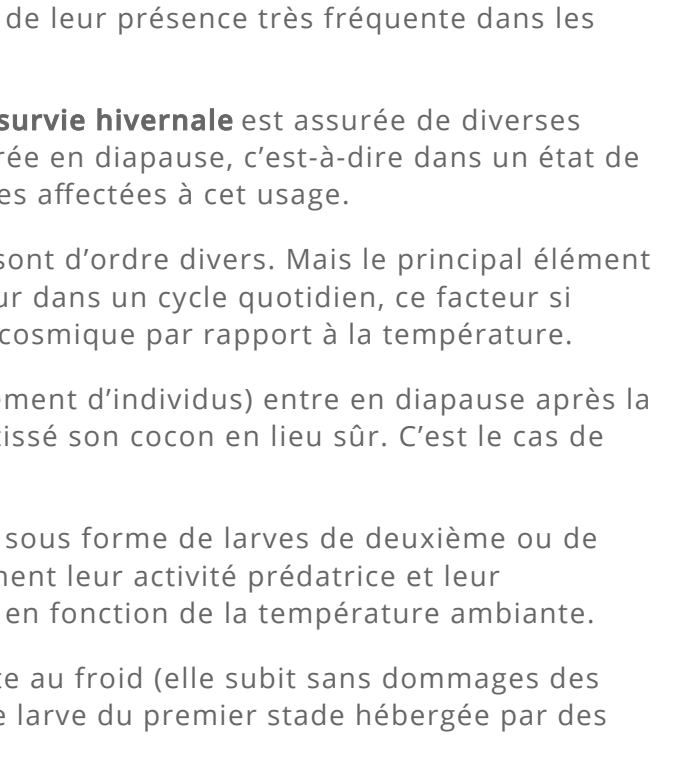 de leur présence très fréquente dans les
survie hivernale est assurée de diverses
rée en diapause, c’est-à-dire dans un état de
es affectées à cet usage.
sont d’ordre divers. Mais le principal élément
ur dans un cycle quotidien, ce facteur si
cosmique par rapport à la température.
ement d’individus) entre en diapause après la
tissé son cocon en lieu sûr. C’est le cas de
sous forme de larves de deuxième ou de
ment leur activité prédatrice et leur
en fonction de la température ambiante.
te au froid (elle subit sans dommages des
e larve du premier stade hébergée par des